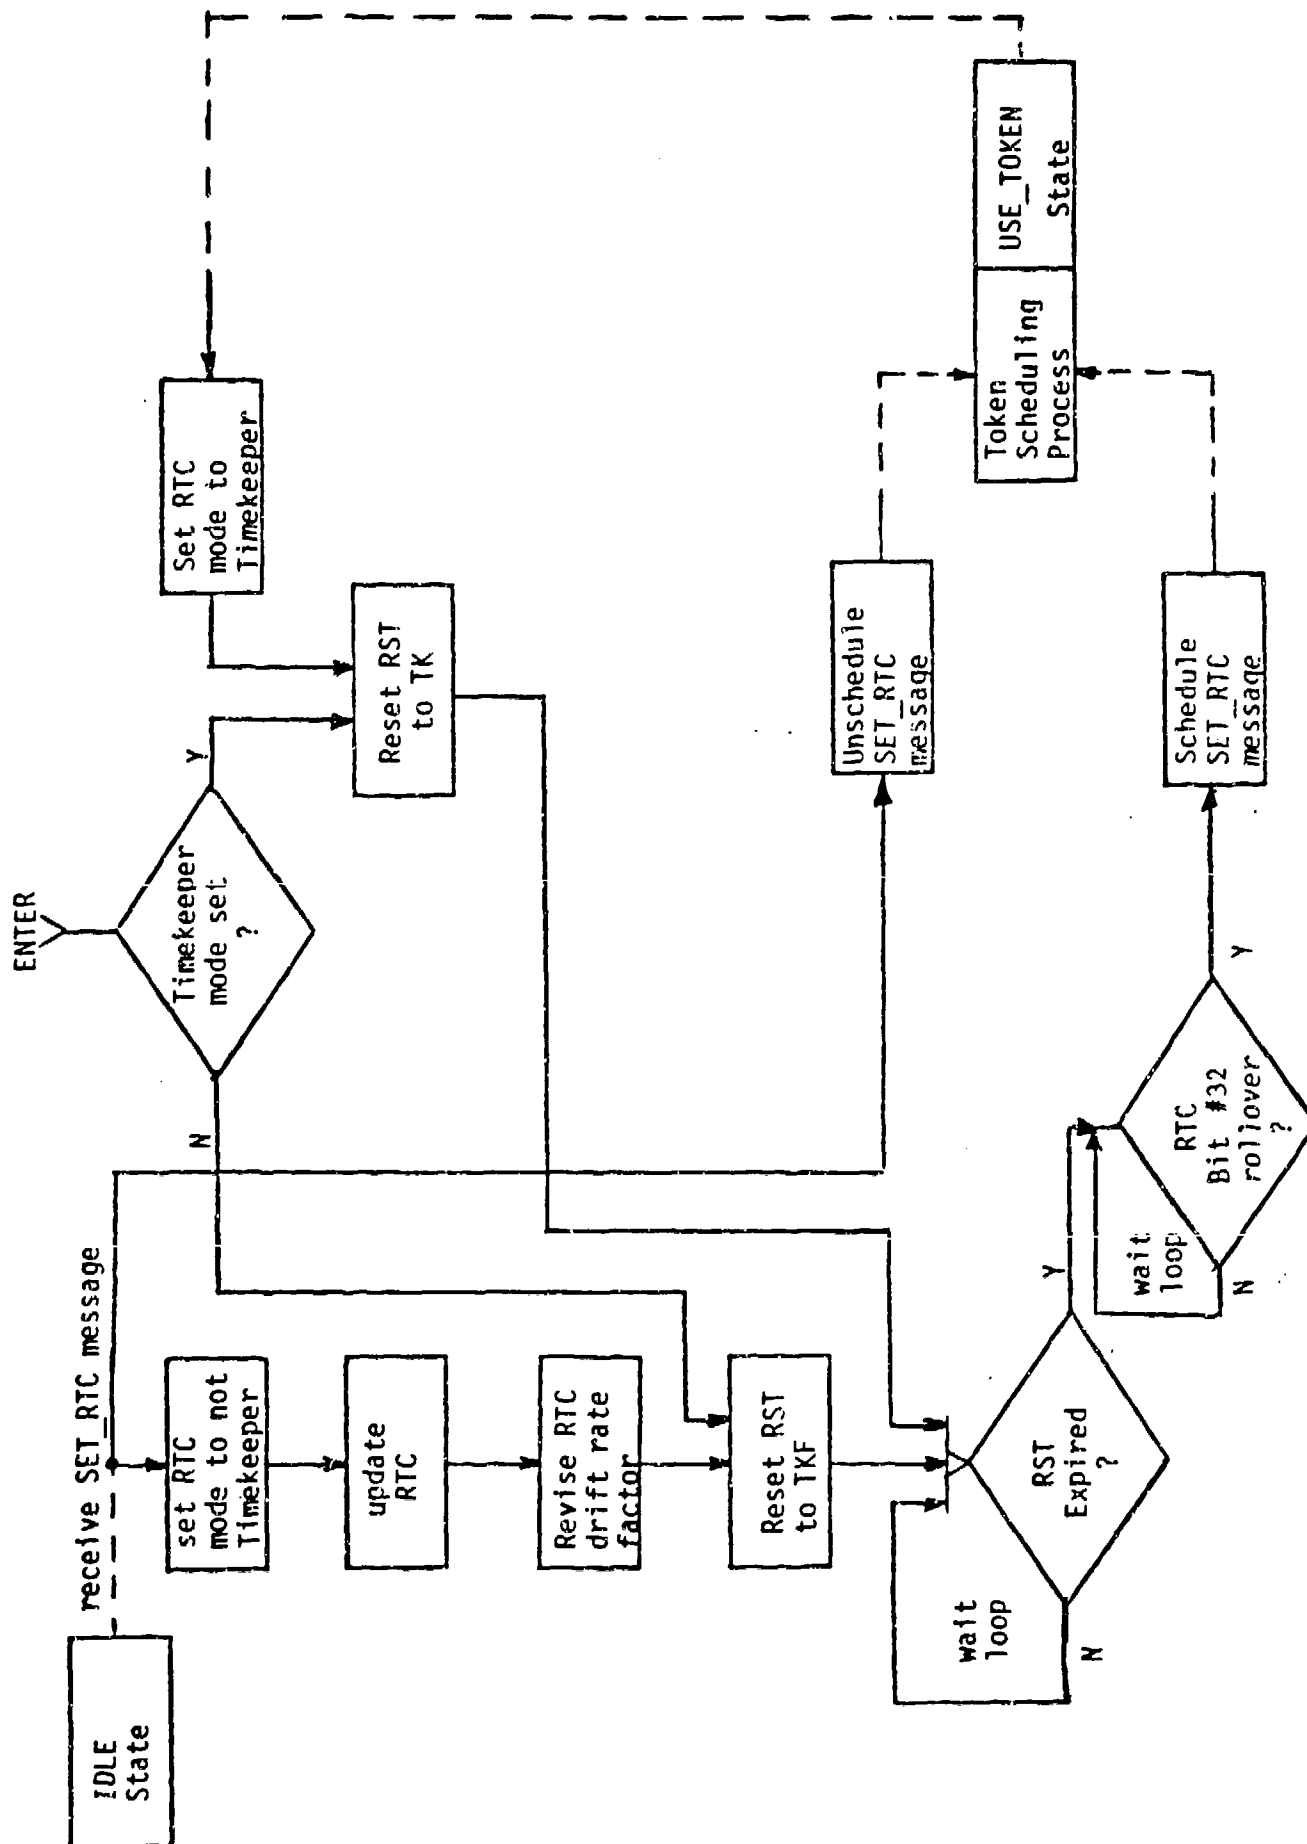 ENTER
IDLE
State
receive SET_RTC message
Timekeeper
mode set
?
N
Y
Set RTC
mode to
Timekeeper
set RTC
mode to not
Timekeeper
update
RTC
Reset RST
to TK
Revise RTC
drift rate
factor
Reset RST
to TKF
Unschedule
SET_RTC
message
wait
loop
RST
Expired
?
N
Y
Token
Scheduling
Process
USE_TOKEN
State
wait
loop
RTC
Bit #32
rollover
?
N
Y
Schedule
SET_RTC
message